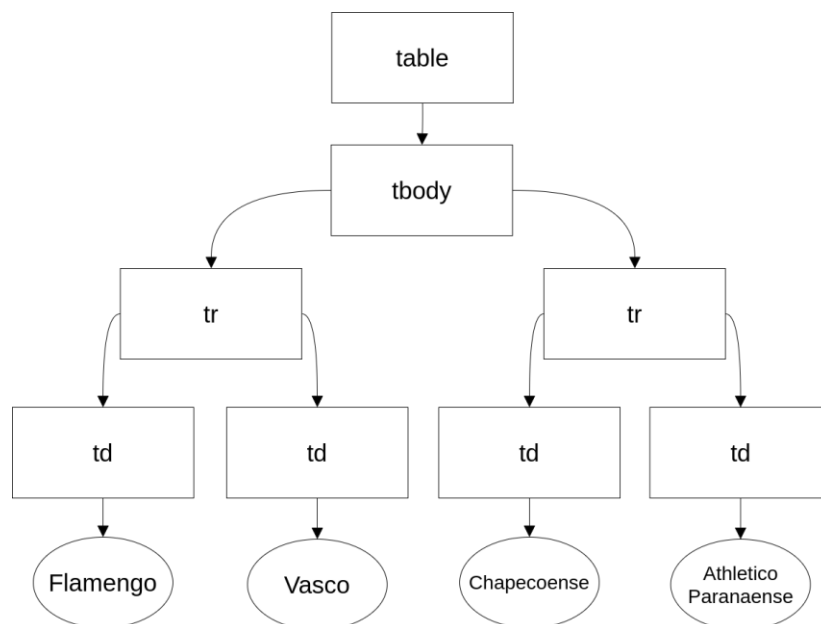 table
tbody
tr
tr
td
td
td
td
Flamengo
Vasco
Chapecoense
Athletico
Paranaense